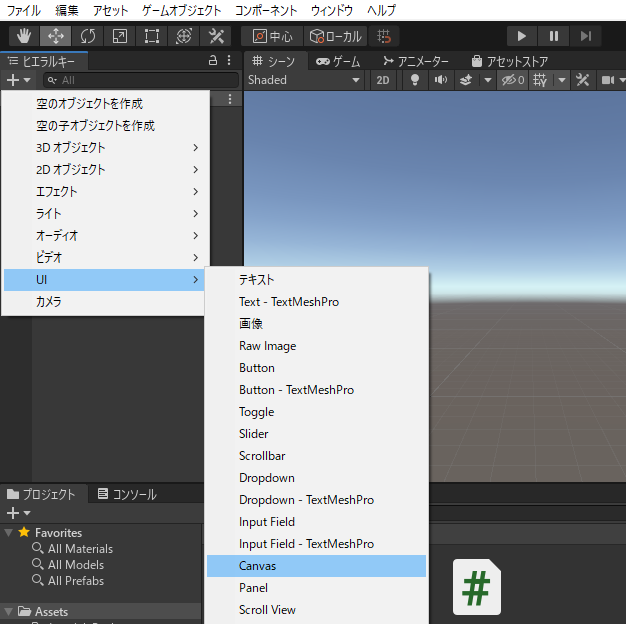 ファイル 編集 アセット ゲームオブジェクト コンポーネント ウィンドウ ヘルプ
中心 ローカル
ヒエラルキー シーン ゲーム アニメーター アセットストア
All Shaded 2D 0
空のオブジェクトを作成
空の子オブジェクトを作成
3D オブジェクト
2D オブジェクト
エフェクト
ライト
オーディオ
ビデオ
UI
カメラ
テキスト
Text - TextMeshPro
画像
Raw Image
Button
Button - TextMeshPro
Toggle
Slider
Scrollbar
Dropdown
Dropdown - TextMeshPro
Input Field
Input Field - TextMeshPro
Canvas
Panel
Scroll View
プロジェクト コンソール
Favorites
All Materials
All Models
All Prefabs
Assets
#